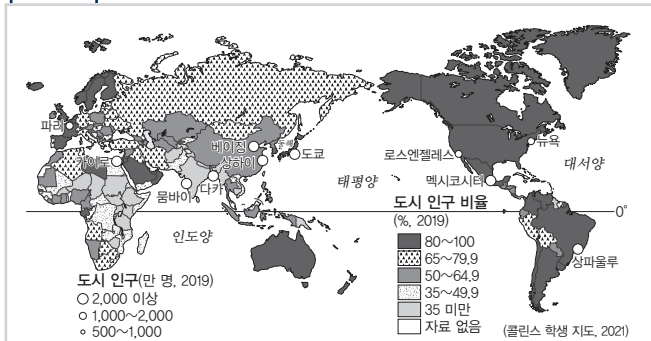 파리
카이로
베이징
상하이
동해
도쿄
뭄바이
다카
인도양
태평양
로스앤젤레스
뉴욕
멕시코시티
대서양
0°
상파울루
도시 인구(만 명, 2019)
2,000 이상
1,000~2,000
500~1,000
도시 인구 비율
(%, 2019)
80~100
65~79.9
50~64.9
35~49.9
35 미만
자료 없음
(콜린스 학생 지도, 2021)